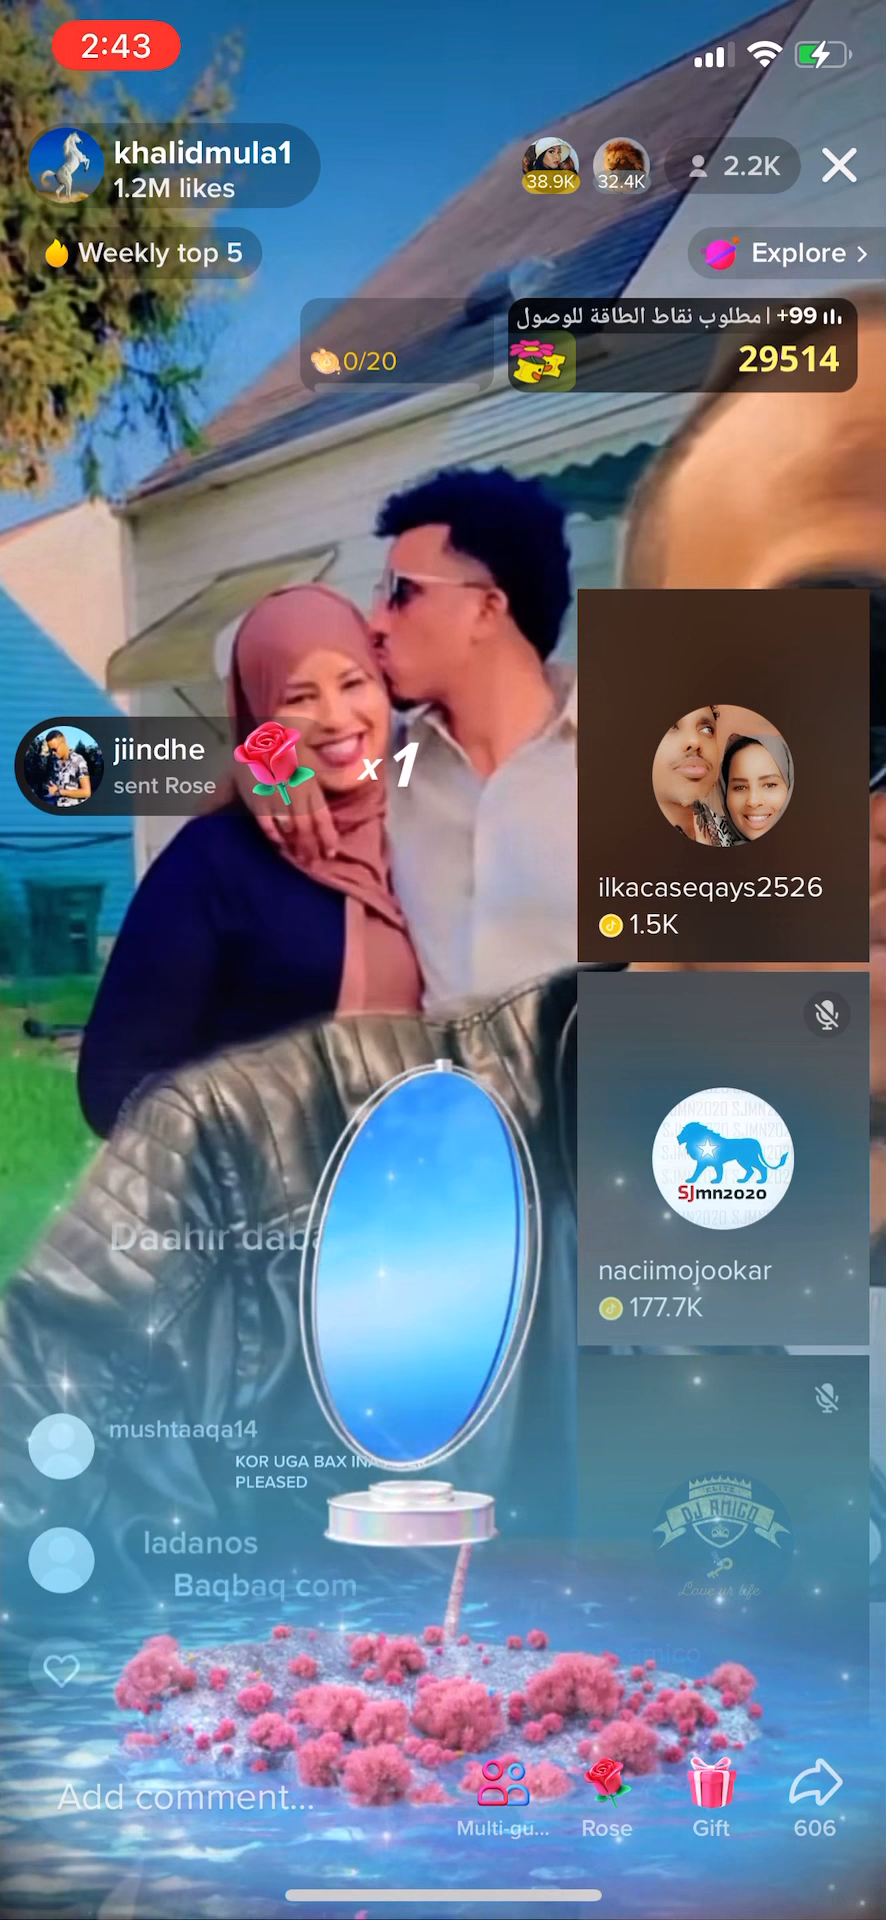 2:43
khalidmula1
1.2M likes
38.9K
32.4K
2.2K
Weekly top 5
Explore >
0/20
مطلوب نقاط الطاقة للوصول | +99
29514
jiindhe
sent Rose
x 1
ilkacaseqays2526
1.5K
SJmn2020
naciimojookar
177.7K
Daahir
mushtaaqa14
KOR UGA BAX
PLEASED
ELITE
DJ AMIGO
Love ur life
ladanos
Baqbaq com
Add comment...
Multi-gu...
Rose
Gift
606